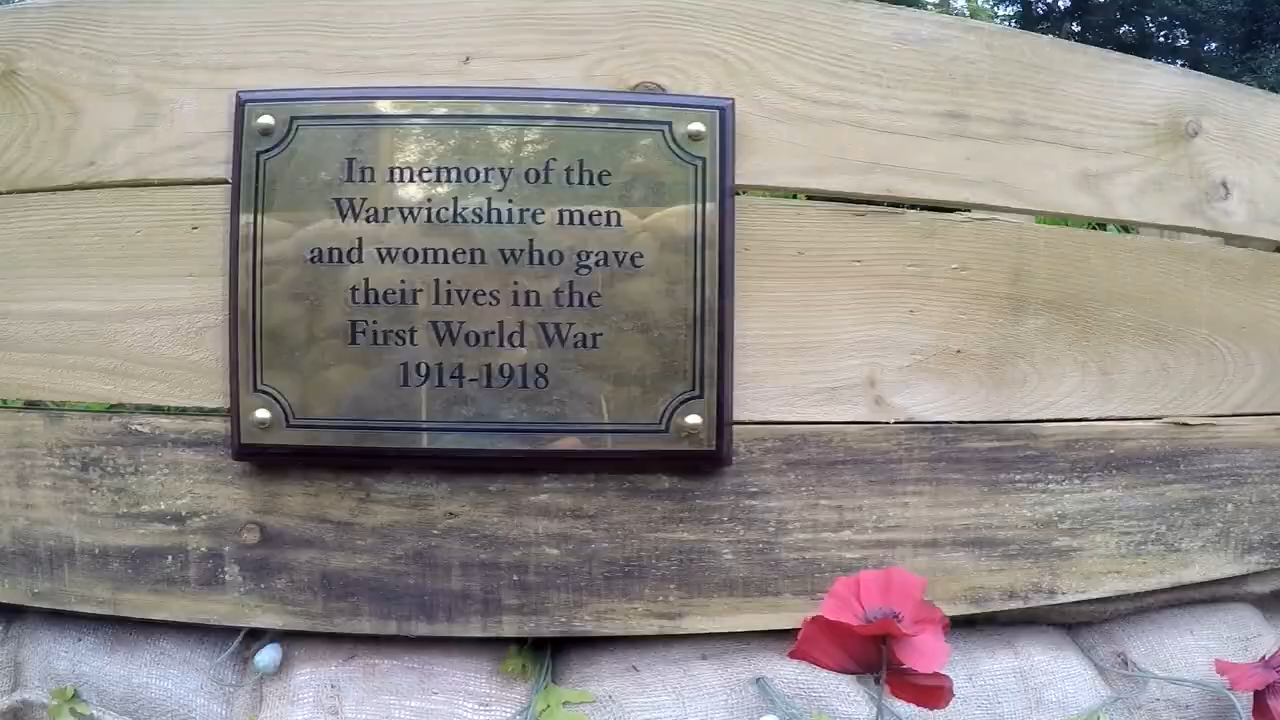 In memory of the
Warwickshire men
and women who gave
their lives in the
First World War
1914-1918